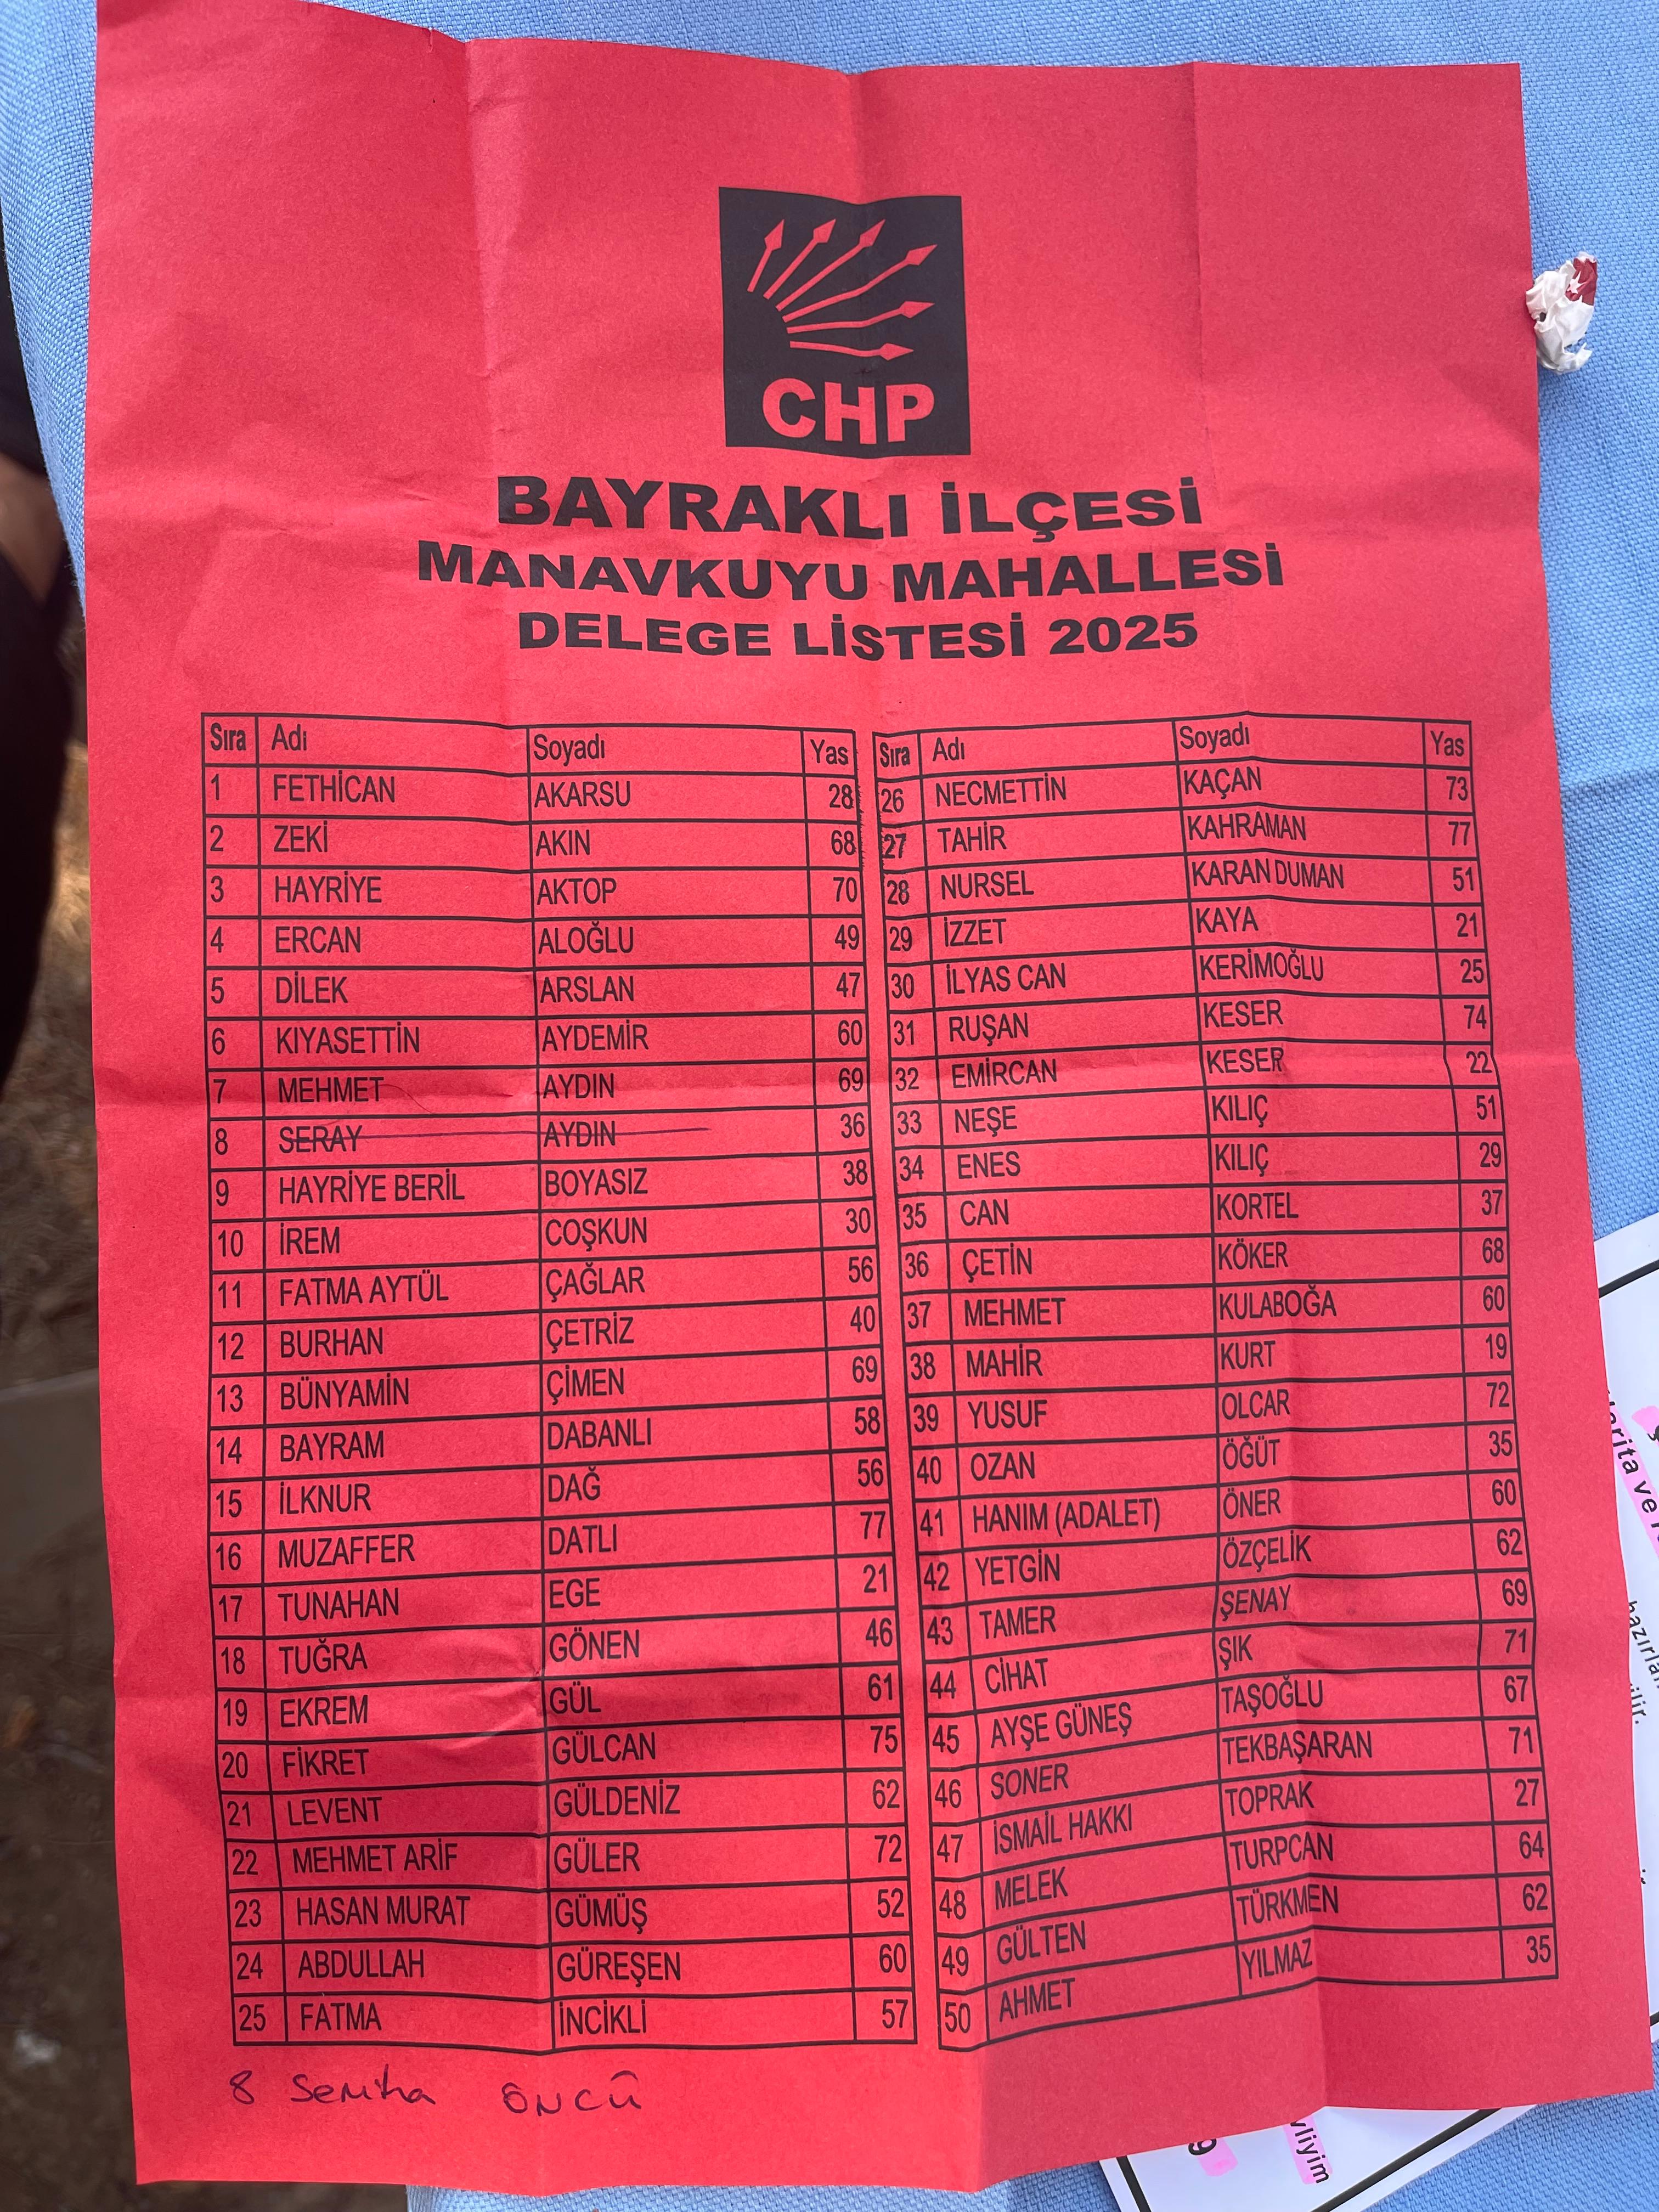 CHP
BAYRAKLI İLÇESİ
MANAVKUYU MAHALLESİ
DELEGE LİSTESİ 2025
Sıra Adı Soyadı Yas
1 FETHİCAN AKARSU 28
2 ZEKİ AKIN 68
3 HAYRİYE AKTOP 70
4 ERCAN ALOĞLU 49
5 DİLEK ARSLAN 47
6 KIYASETTİN AYDEMİR 60
7 MEHMET AYDIN 69
8 SERAY AYDIN 36
9 HAYRİYE BERİL BOYASIZ 38
10 İREM COŞKUN 30
11 FATMA AYTÜL ÇAĞLAR 56
12 BURHAN ÇETRİZ 40
13 BÜNYAMİN ÇİMEN 69
14 BAYRAM DABANLI 58
15 İLKNUR DAĞ 56
16 MUZAFFER DATLI 77
17 TUNAHAN EGE 21
18 TUĞRA GÖNEN 46
19 EKREM GÜL 61
20 FİKRET GÜLCAN 75
21 LEVENT GÜLDENİZ 62
22 MEHMET ARİF GÜLER 72
23 HASAN MURAT GÜMÜŞ 52
24 ABDULLAH GÜREŞEN 60
25 FATMA İNCİKLİ 57
Sıra Adı Soyadı Yas
26 NECMETTİN KAÇAN 73
27 TAHİR KAHRAMAN 77
28 NURSEL KARAN DUMAN 51
29 İZZET KAYA 21
30 İLYAS CAN KERİMOĞLU 25
31 RUŞAN KESER 74
32 EMİRCAN KESER 22
33 NEŞE KILIÇ 51
34 ENES KILIÇ 29
35 CAN KORTEL 37
36 ÇETİN KÖKER 68
37 MEHMET KULABOĞA 60
38 MAHİR KURT 19
39 YUSUF OLCAR 72
40 OZAN ÖĞÜT 35
41 HANIM (ADALET) ÖNER 60
42 YETGİN ÖZÇELİK 62
43 TAMER ŞENAY 69
44 CİHAT ŞIK 71
45 AYŞE GÜNEŞ TAŞOĞLU 67
46 SONER TEKBAŞARAN 71
47 İSMAİL HAKKI TOPRAK 27
48 MELEK TURPCAN 64
49 GÜLTEN TÜRKMEN 62
50 AHMET YILMAZ 35
8 Semiha ÖNCÜ